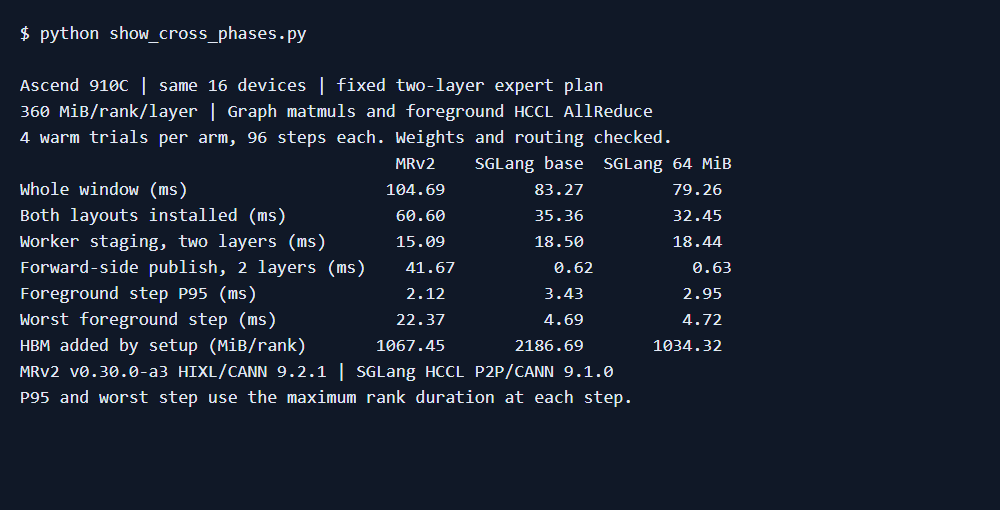 $ python show_cross_phases.py
Ascend 910C | same 16 devices | fixed two-layer expert plan
360 MiB/rank/layer | Graph matmuls and foreground HCCL AllReduce
4 warm trials per arm, 96 steps each. Weights and routing checked.
MRv2 SGLang base SGLang 64 MiB
Whole window (ms) 104.69 83.27 79.26
Both layouts installed (ms) 60.60 35.36 32.45
Worker staging, two layers (ms) 15.09 18.50 18.44
Forward-side publish, 2 layers (ms) 41.67 0.62 0.63
Foreground step P95 (ms) 2.12 3.43 2.95
Worst foreground step (ms) 22.37 4.69 4.72
HBM added by setup (MiB/rank) 1067.45 2186.69 1034.32
MRv2 v0.30.0-a3 HIXL/CANN 9.2.1 | SGLang HCCL P2P/CANN 9.1.0
P95 and worst step use the maximum rank duration at each step.